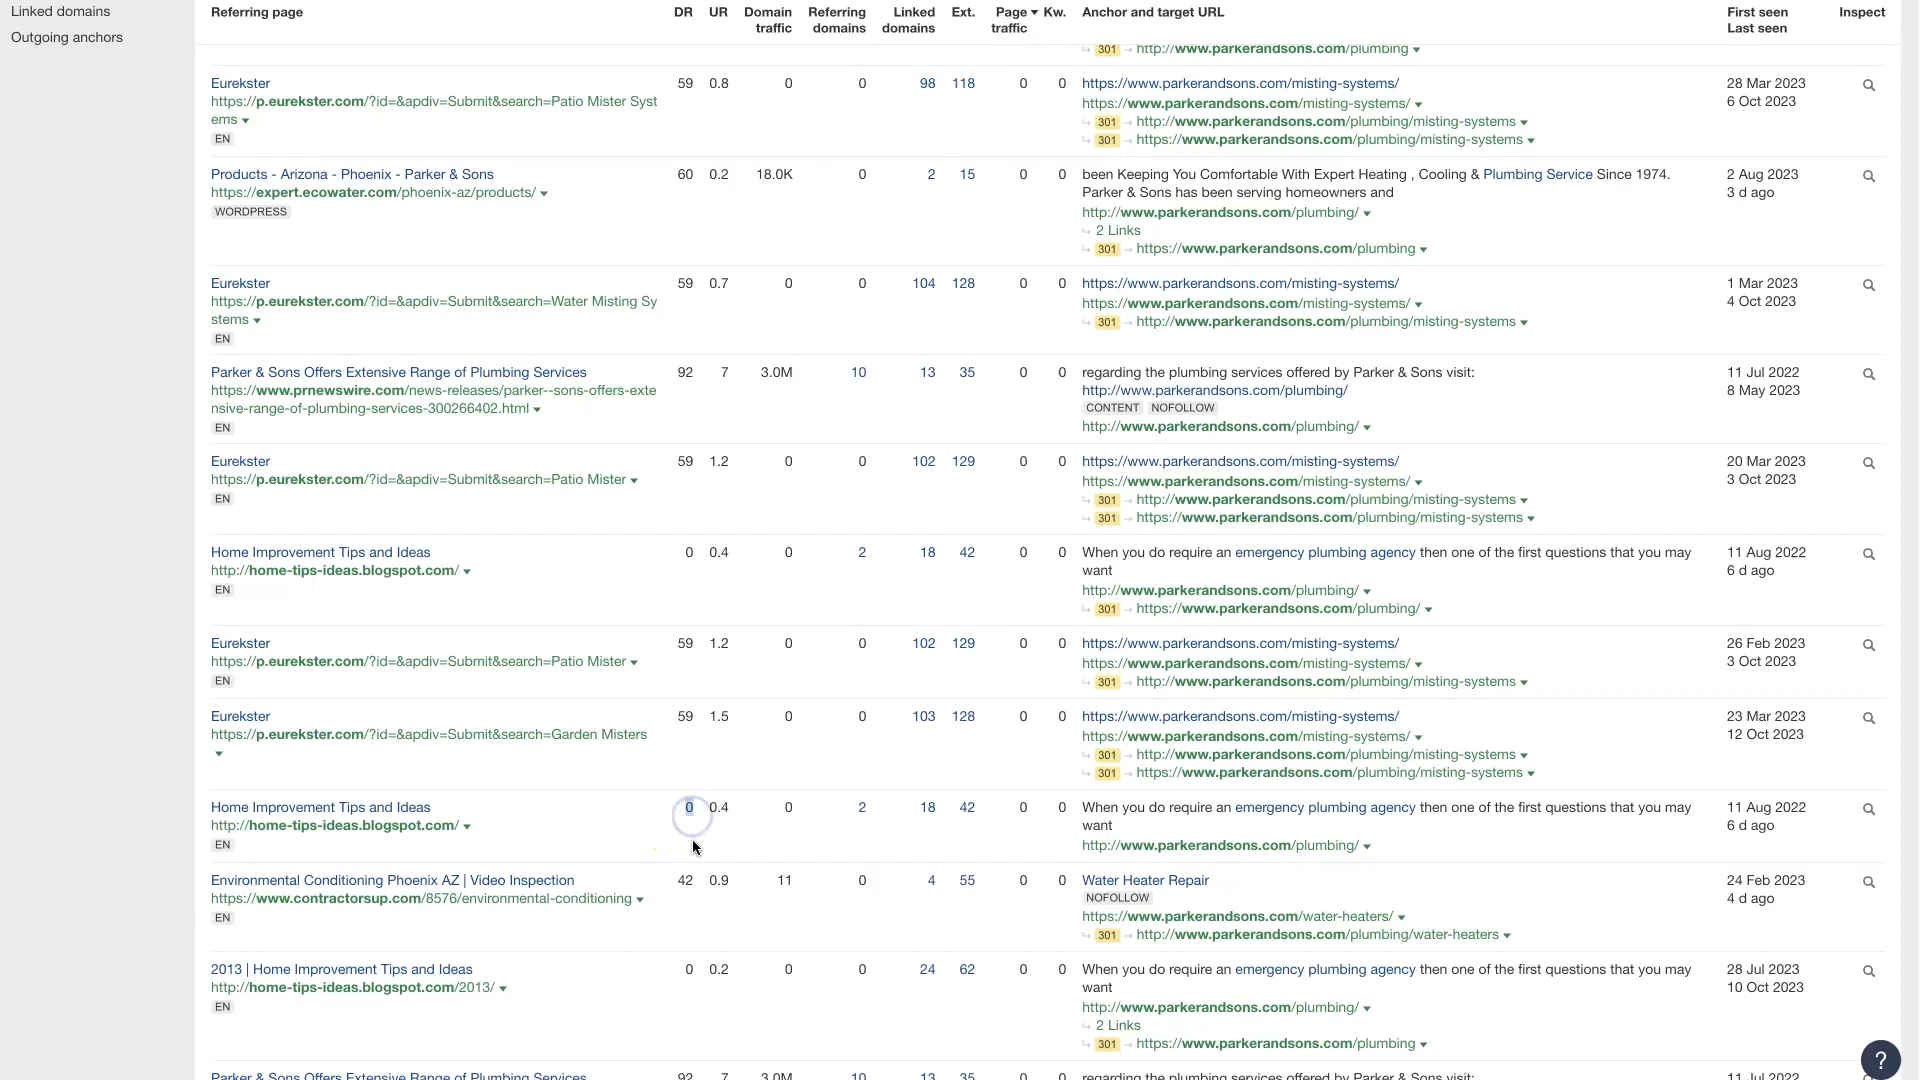 Linked domains
Outgoing anchors
Referring page DR UR Domain traffic Referring domains Linked domains Ext. Page traffic Kw. Anchor and target URL First seen Last seen Inspect
301 http://www.parkerandsons.com/plumbing
Eurekster 59 0.8 0 0 98 118 0 0 https://www.parkerandsons.com/misting-systems/ 28 Mar 2023
https://p.eurekster.com/?id=&apdiv=Submit&search=Patio Mister Syst https://www.parkerandsons.com/misting-systems/ 6 Oct 2023
ems 301 http://www.parkerandsons.com/plumbing/misting-systems
EN 301 https://www.parkerandsons.com/plumbing/misting-systems
Products - Arizona - Phoenix - Parker & Sons 60 0.2 18.0K 0 2 15 0 0 been Keeping You Comfortable With Expert Heating , Cooling & Plumbing Service Since 1974. 2 Aug 2023
https://expert.ecowater.com/phoenix-az/products/ Parker & Sons has been serving homeowners and 3 d ago
WORDPRESS http://www.parkerandsons.com/plumbing/
2 Links
301 https://www.parkerandsons.com/plumbing
Eurekster 59 0.7 0 0 104 128 0 0 https://www.parkerandsons.com/misting-systems/ 1 Mar 2023
https://p.eurekster.com/?id=&apdiv=Submit&search=Water Misting Sy https://www.parkerandsons.com/misting-systems/ 4 Oct 2023
stems 301 http://www.parkerandsons.com/plumbing/misting-systems
EN
Parker & Sons Offers Extensive Range of Plumbing Services 92 7 3.0M 10 13 35 0 0 regarding the plumbing services offered by Parker & Sons visit: 11 Jul 2022
https://www.prnewswire.com/news-releases/parker--sons-offers-exte http://www.parkerandsons.com/plumbing/ 8 May 2023
nsive-range-of-plumbing-services-300266402.html CONTENT NOFOLLOW
EN http://www.parkerandsons.com/plumbing/
Eurekster 59 1.2 0 0 102 129 0 0 https://www.parkerandsons.com/misting-systems/ 20 Mar 2023
https://p.eurekster.com/?id=&apdiv=Submit&search=Patio Mister https://www.parkerandsons.com/misting-systems/ 3 Oct 2023
EN 301 http://www.parkerandsons.com/plumbing/misting-systems
301 https://www.parkerandsons.com/plumbing/misting-systems
Home Improvement Tips and Ideas 0 0.4 0 2 18 42 0 0 When you do require an emergency plumbing agency then one of the first questions that you may 11 Aug 2022
http://home-tips-ideas.blogspot.com/ want 6 d ago
EN http://www.parkerandsons.com/plumbing/
301 https://www.parkerandsons.com/plumbing/
Eurekster 59 1.2 0 0 102 129 0 0 https://www.parkerandsons.com/misting-systems/ 26 Feb 2023
https://p.eurekster.com/?id=&apdiv=Submit&search=Patio Mister https://www.parkerandsons.com/misting-systems/ 3 Oct 2023
EN 301 http://www.parkerandsons.com/plumbing/misting-systems
Eurekster 59 1.5 0 0 103 128 0 0 https://www.parkerandsons.com/misting-systems/ 23 Mar 2023
https://p.eurekster.com/?id=&apdiv=Submit&search=Garden Misters https://www.parkerandsons.com/misting-systems/ 12 Oct 2023
301 http://www.parkerandsons.com/plumbing/misting-systems
301 https://www.parkerandsons.com/plumbing/misting-systems
Home Improvement Tips and Ideas 0 0.4 0 2 18 42 0 0 When you do require an emergency plumbing agency then one of the first questions that you may 11 Aug 2022
http://home-tips-ideas.blogspot.com/ want 6 d ago
EN http://www.parkerandsons.com/plumbing/
Environmental Conditioning Phoenix AZ | Video Inspection 42 0.9 11 0 4 55 0 0 Water Heater Repair 24 Feb 2023
https://www.contractorsup.com/8576/environmental-conditioning NOFOLLOW 4 d ago
EN https://www.parkerandsons.com/water-heaters/
301 http://www.parkerandsons.com/plumbing/water-heaters
2013 | Home Improvement Tips and Ideas 0 0.2 0 0 24 62 0 0 When you do require an emergency plumbing agency then one of the first questions that you may 28 Jul 2023
http://home-tips-ideas.blogspot.com/2013/ want 10 Oct 2023
EN http://www.parkerandsons.com/plumbing/
2 Links
301 https://www.parkerandsons.com/plumbing
Parker & Sons Offers Extensive Range of Plumbing Services 92 7 3.0M 10 13 35 0 0 regarding the plumbing services offered by Parker & Sons visit: 11 Jul 2022
?